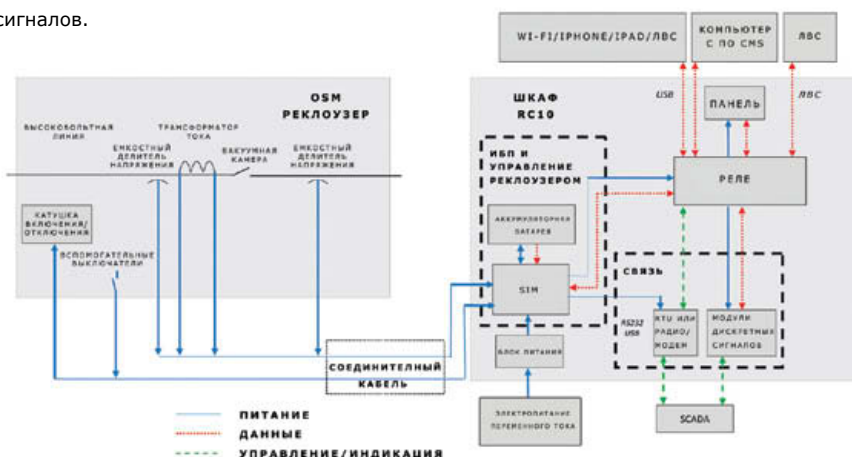 сигналов.
WI-FI/IPHONE/IPAD/ЛВС
КОМПЬЮТЕР
С ПО CMS
ЛВС
OSM
РЕКЛОУЗЕР
ВЫСОКОВОЛЬТНАЯ
ЛИНИЯ
ЕМКОСТНЫЙ
ДЕЛИТЕЛЬ
НАПРЯЖЕНИЯ
ТРАНСФОРМАТОР
ТОКА
ВАКУУМНАЯ
КАМЕРА
ЕМКОСТНЫЙ
ДЕЛИТЕЛЬ
НАПРЯЖЕНИЯ
КАТУШКА
ВКЛЮЧЕНИЯ/
ОТКЛЮЧЕНИЯ
ВСПОМОГАТЕЛЬНЫЕ
ВЫКЛЮЧАТЕЛИ
ШКАФ
RC10
USB
ЛВС
ПАНЕЛЬ
РЕЛЕ
ИБП И
УПРАВЛЕНИЕ
РЕКЛОУЗЕРОМ
АККУМУЛЯТОРНАЯ
БАТАРЕЯ
SIM
СВЯЗЬ
RS232
USB
RTU ИЛИ
РАДИО/
МОДЕМ
МОДУЛИ
ДИСКРЕТНЫХ
СИГНАЛОВ
БЛОК ПИТАНИЯ
СОЕДИНИТЕЛНЫЙ
КАБЕЛЬ
ЭЛЕКТРОПИТАНИЕ
ПЕРЕМЕННОГО ТОКА
SCADA
ПИТАНИЕ
ДАННЫЕ
УПРАВЛЕНИЕ/ИНДИКАЦИЯ